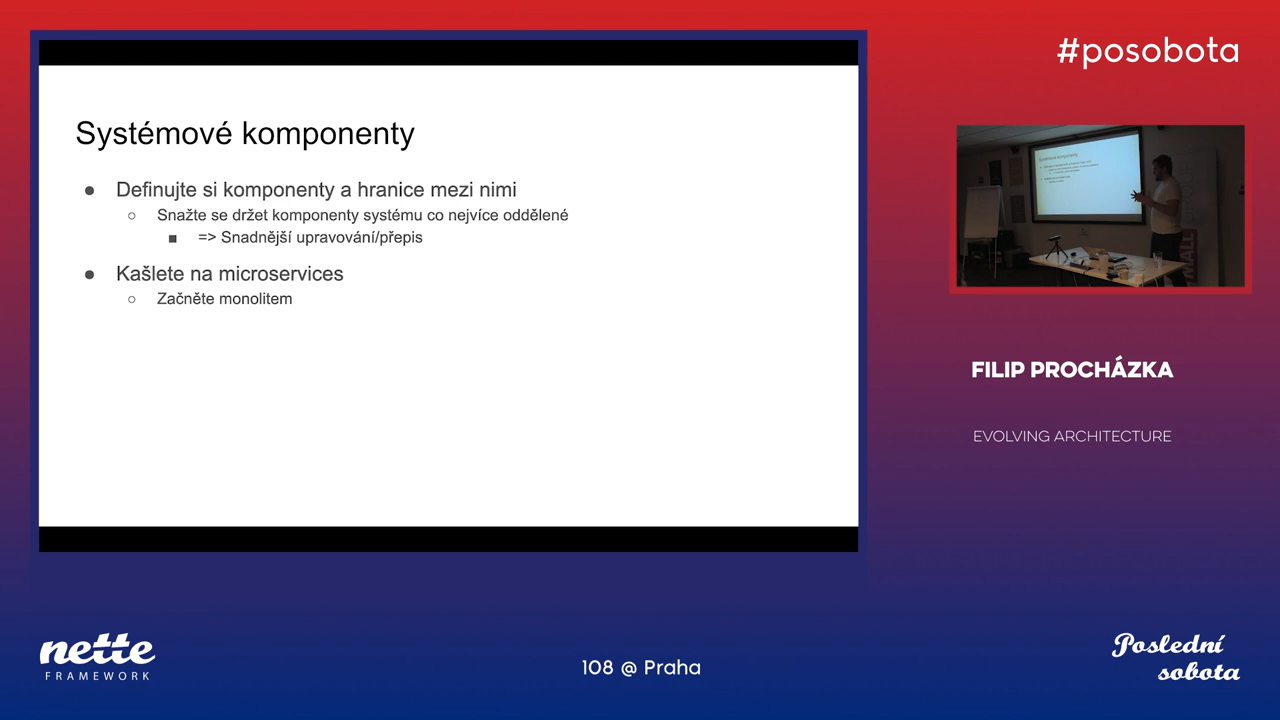 #posobota
Systémové komponenty
Definujte si komponenty a hranice mezi nimi
Snažte se držet komponenty systému co nejvíce oddělené
=> Snadnější upravování/přepis
Kašlete na microservices
Začněte monolitem
FILIP PROCHÁZKA
EVOLVING ARCHITECTURE
nette
FRAMEWORK
108 @ Praha
Poslední
sobota